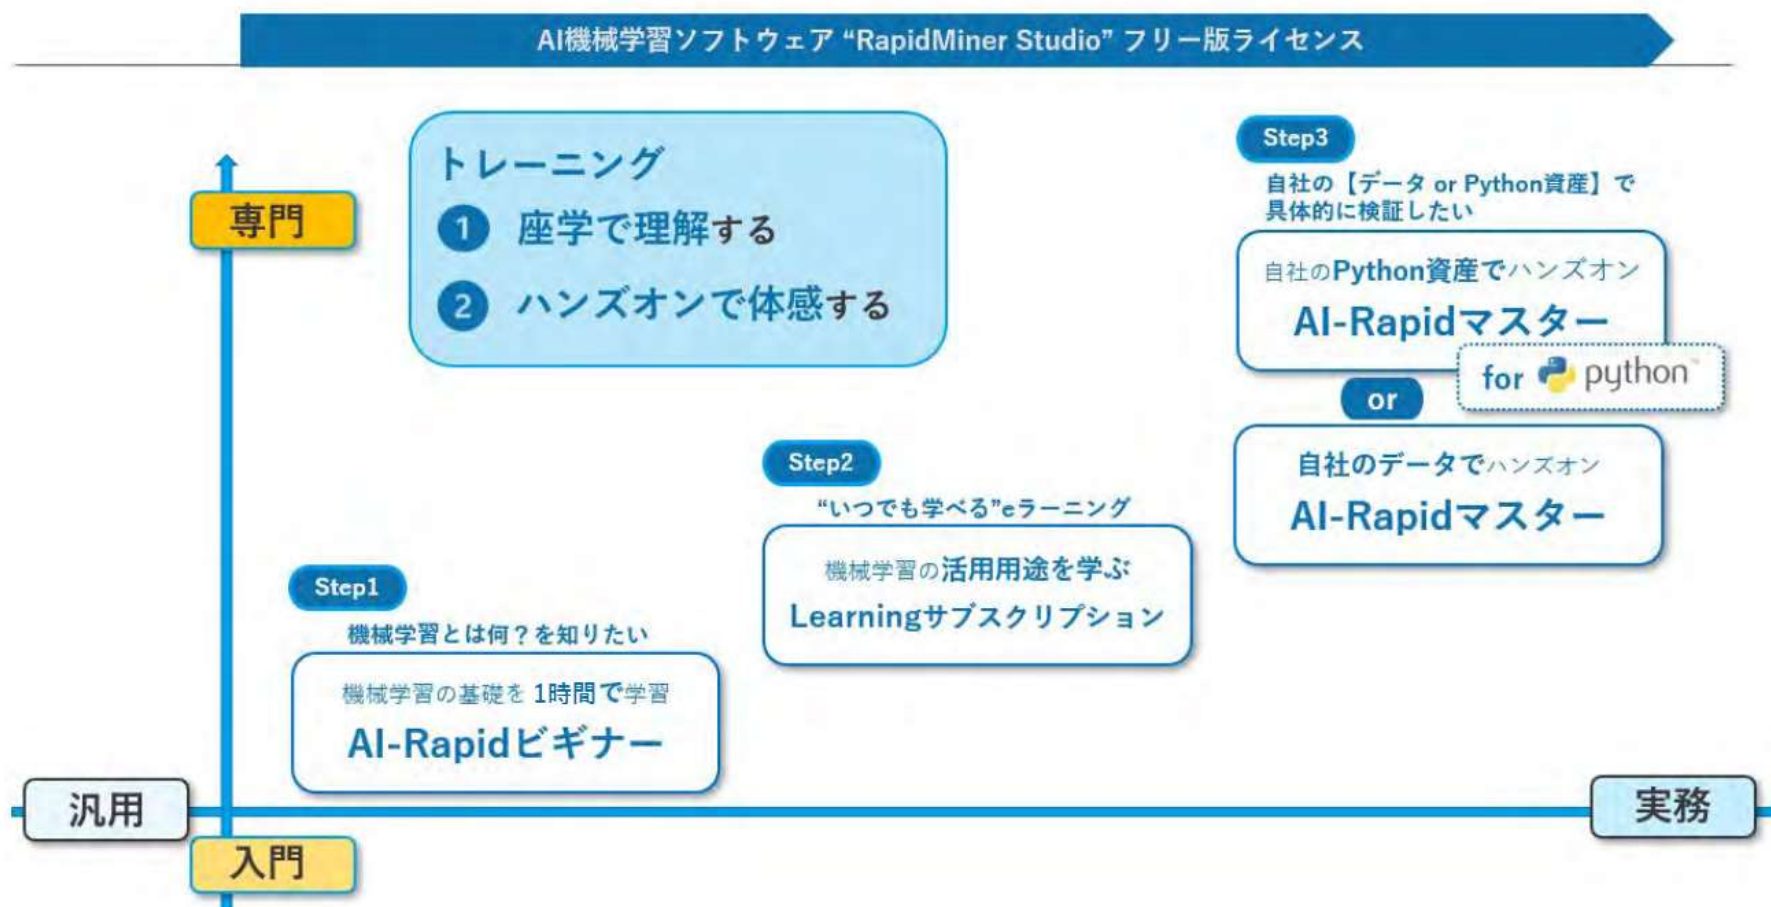 AI機械学習ソフトウェア “RapidMiner Studio” フリー版ライセンス
専門
トレーニング
1 座学で理解する
2 ハンズオンで体感する
Step3
自社の【データ or Python資産】で
具体的に検証したい
自社のPython資産でハンズオン
AI-Rapidマスター
for python™
or
自社のデータでハンズオン
AI-Rapidマスター
Step2
“いつでも学べる”eラーニング
機械学習の活用用途を学ぶ
Learningサブスクリプション
Step1
機械学習とは何？を知りたい
機械学習の基礎を 1時間で学習
AI-Rapidビギナー
汎用
実務
入門